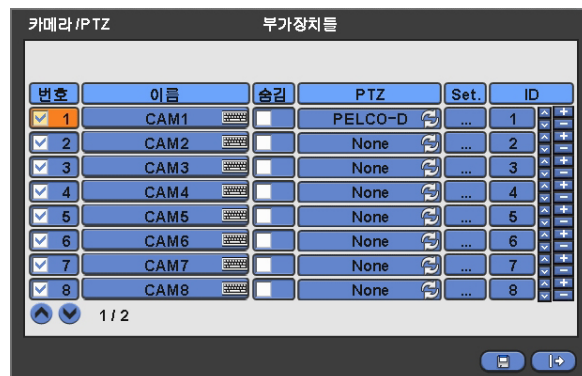 카메라/PTZ 부가장치들
번호 이름 숨김 PTZ Set. ID
1 CAM1 PELCO-D ... 1
2 CAM2 None ... 2
3 CAM3 None ... 3
4 CAM4 None ... 4
5 CAM5 None ... 5
6 CAM6 None ... 6
7 CAM7 None ... 7
8 CAM8 None ... 8
1/2